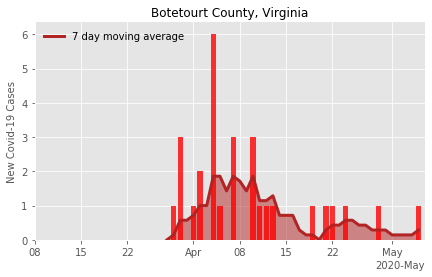 Botetourt County, Virginia
7 day moving average
New Covid-19 Cases
6
5
4
3
2
1
0
08 15 22 Apr 08 15 22 May
2020-May